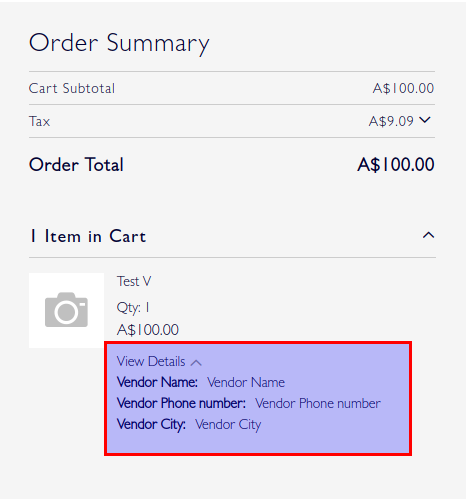 Order Summary
Cart Subtotal A$100.00
Tax A$9.09
Order Total A$100.00
1 Item in Cart
Test V
Qty: 1
A$100.00
View Details
Vendor Name: Vendor Name
Vendor Phone number: Vendor Phone number
Vendor City: Vendor City